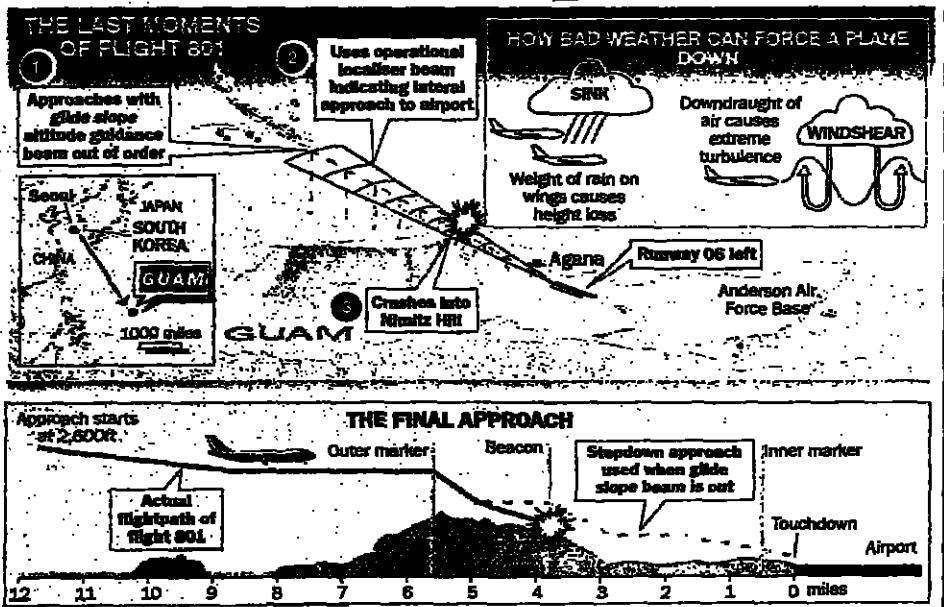 THE LAST MOMENTS
OF FLIGHT 801
1
Approaches with
glide slope
altitude guidance
beam out of order
2
Uses operational
localiser beam
indicating lateral
approach to airport
HOW BAD WEATHER CAN FORCE A PLANE
DOWN
SINK
Weight of rain on
wings causes
height loss
Downdraught of
air causes
extreme
turbulence
WINDSHEAR
Seoul
JAPAN
SOUTH
KOREA
CHINA
GUAM
1000 miles
GUAM
3
Crashes into
Nimitz Hill
Agana
Runway 06 left
Anderson Air
Force Base
THE FINAL APPROACH
Approach starts
at 2,600ft
Actual
flightpath of
flight 801
Outer marker
Beacon
Stepdown approach
used when glide
slope beam is out
Inner marker
Touchdown
Airport
12 11 10 9 8 7 6 5 4 3 2 1 0 miles